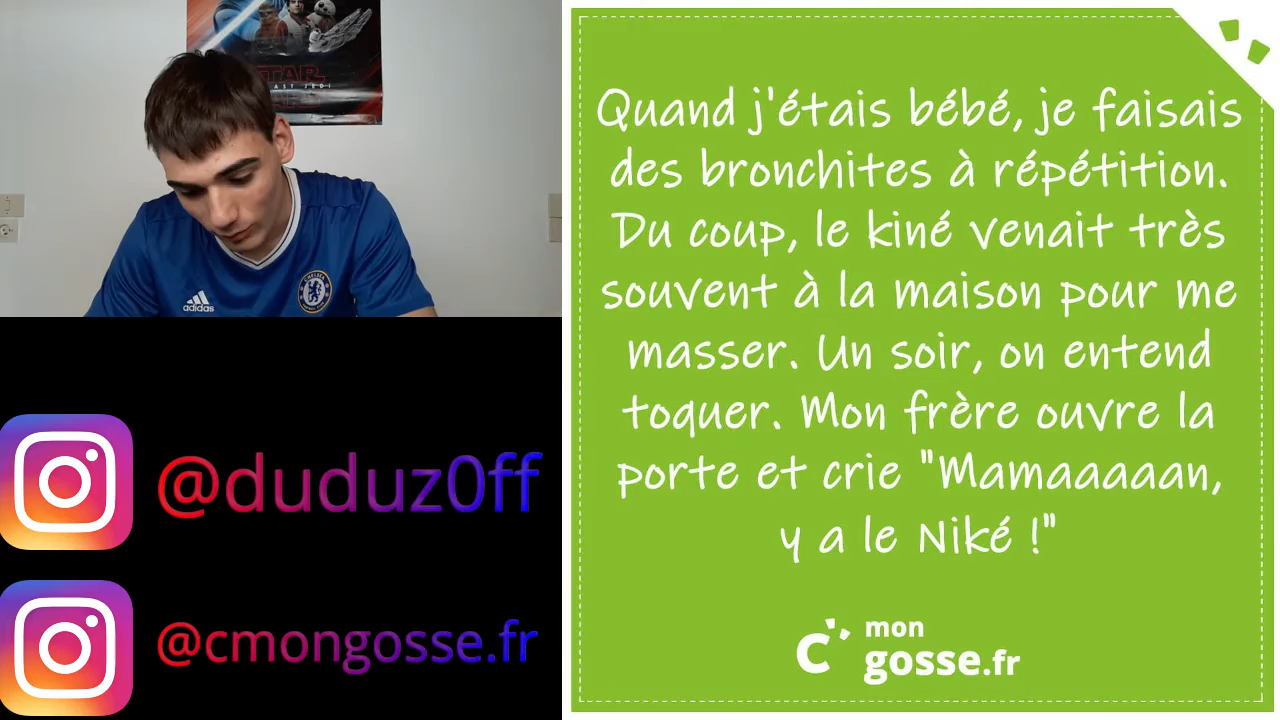 STAR
LAST JEDI
adidas
CHELSEA
@duduz0ff
@cmongosse.fr
Quand j'étais bébé, je faisais
des bronchites à répétition.
Du coup, le kiné venait très
souvent à la maison pour me
masser. Un soir, on entend
toquer. Mon frère ouvre la
porte et crie "Mamaaaaan,
y a le Niké !"
c' mon
gosse.fr